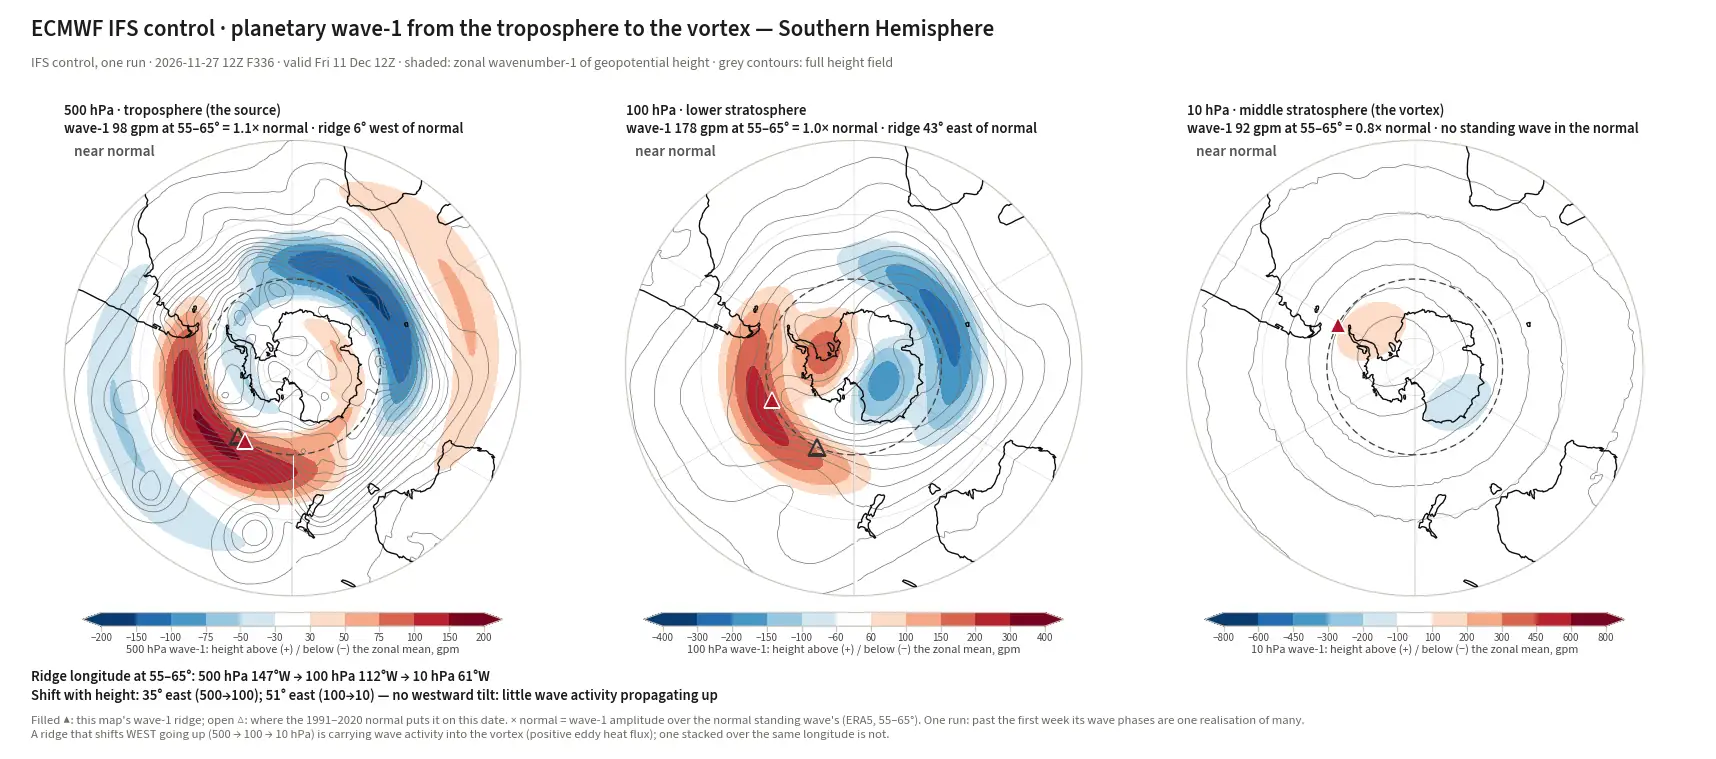 ECMWF IFS control · planetary wave-1 from the troposphere to the vortex — Southern Hemisphere
IFS control, one run · 2026-11-27 12Z F336 · valid Fri 11 Dec 12Z · shaded: zonal wavenumber-1 of geopotential height · grey contours: full height field
500 hPa · troposphere (the source)
wave-1 98 gpm at 55–65° = 1.1× normal · ridge 6° west of normal
near normal
100 hPa · lower stratosphere
wave-1 178 gpm at 55–65° = 1.0× normal · ridge 43° east of normal
near normal
10 hPa · middle stratosphere (the vortex)
wave-1 92 gpm at 55–65° = 0.8× normal · no standing wave in the normal
near normal
−200 −150 −100 −75 −50 −30 30 50 75 100 150 200
500 hPa wave-1: height above (+) / below (−) the zonal mean, gpm
−400 −300 −200 −150 −100 −60 60 100 150 200 300 400
100 hPa wave-1: height above (+) / below (−) the zonal mean, gpm
−800 −600 −450 −300 −200 −100 100 200 300 450 600 800
10 hPa wave-1: height above (+) / below (−) the zonal mean, gpm
Ridge longitude at 55–65°: 500 hPa 147°W → 100 hPa 112°W → 10 hPa 61°W
Shift with height: 35° east (500→100); 51° east (100→10) — no westward tilt: little wave activity propagating up
Filled ▲: this map's wave-1 ridge; open △: where the 1991–2020 normal puts it on this date. × normal = wave-1 amplitude over the normal standing wave's (ERA5, 55–65°). One run: past the first week its wave phases are one realisation of many.
A ridge that shifts WEST going up (500 → 100 → 10 hPa) is carrying wave activity into the vortex (positive eddy heat flux); one stacked over the same longitude is not.